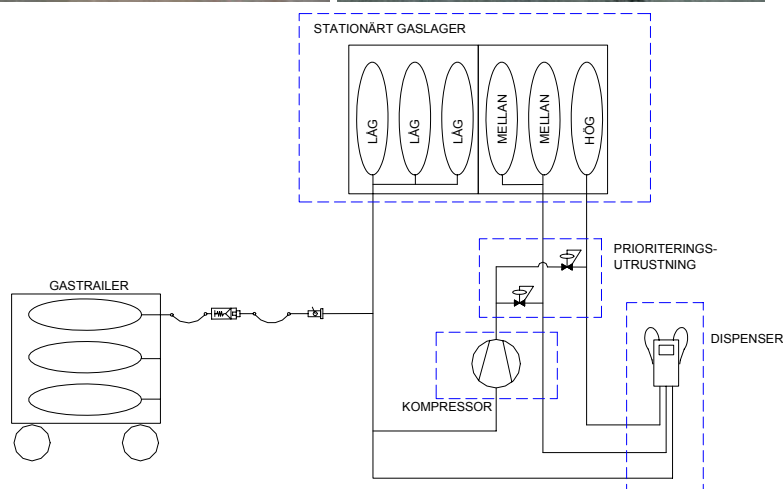 STATIONÄRT GASLAGER
LÅG
LÅG
LÅG
MELLAN
MELLAN
HÖG
PRIORITERINGS-
UTRUSTNING
GASTRAILER
DISPENSER
KOMPRESSOR